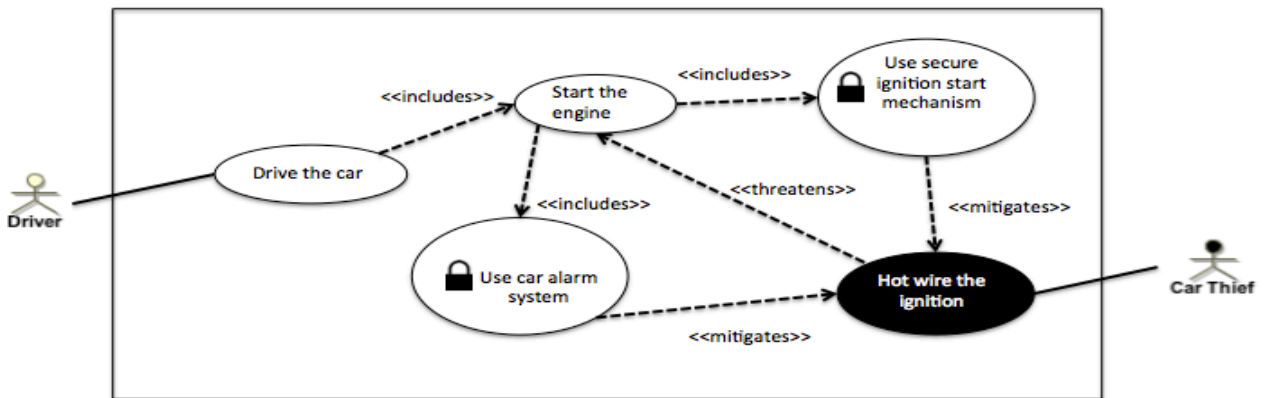 Use secure
ignition start
mechanism
<<includes>>
Start the
engine
<<includes>>
Drive the car
<<threatens>>
Driver
<<includes>>
<<mitigates>>
Use car alarm
system
Hot wire the
ignition
Car Thief
<<mitigates>>